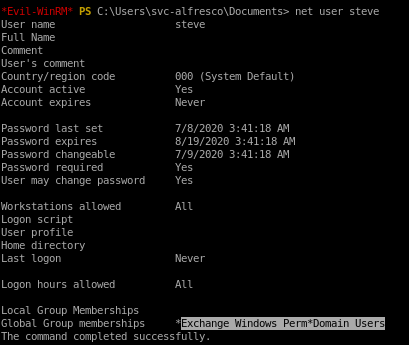 *Evil-WinRM* PS C:\Users\svc-alfresco\Documents> net user steve
User name                    steve
Full Name
Comment
User's comment
Country/region code          000 (System Default)
Account active               Yes
Account expires              Never

Password last set            7/8/2020 3:41:18 AM
Password expires             8/19/2020 3:41:18 AM
Password changeable          7/9/2020 3:41:18 AM
Password required            Yes
User may change password     Yes

Workstations allowed         All
Logon script
User profile
Home directory
Last logon                   Never

Logon hours allowed          All

Local Group Memberships
Global Group memberships     *Exchange Windows Perm*Domain Users
The command completed successfully.